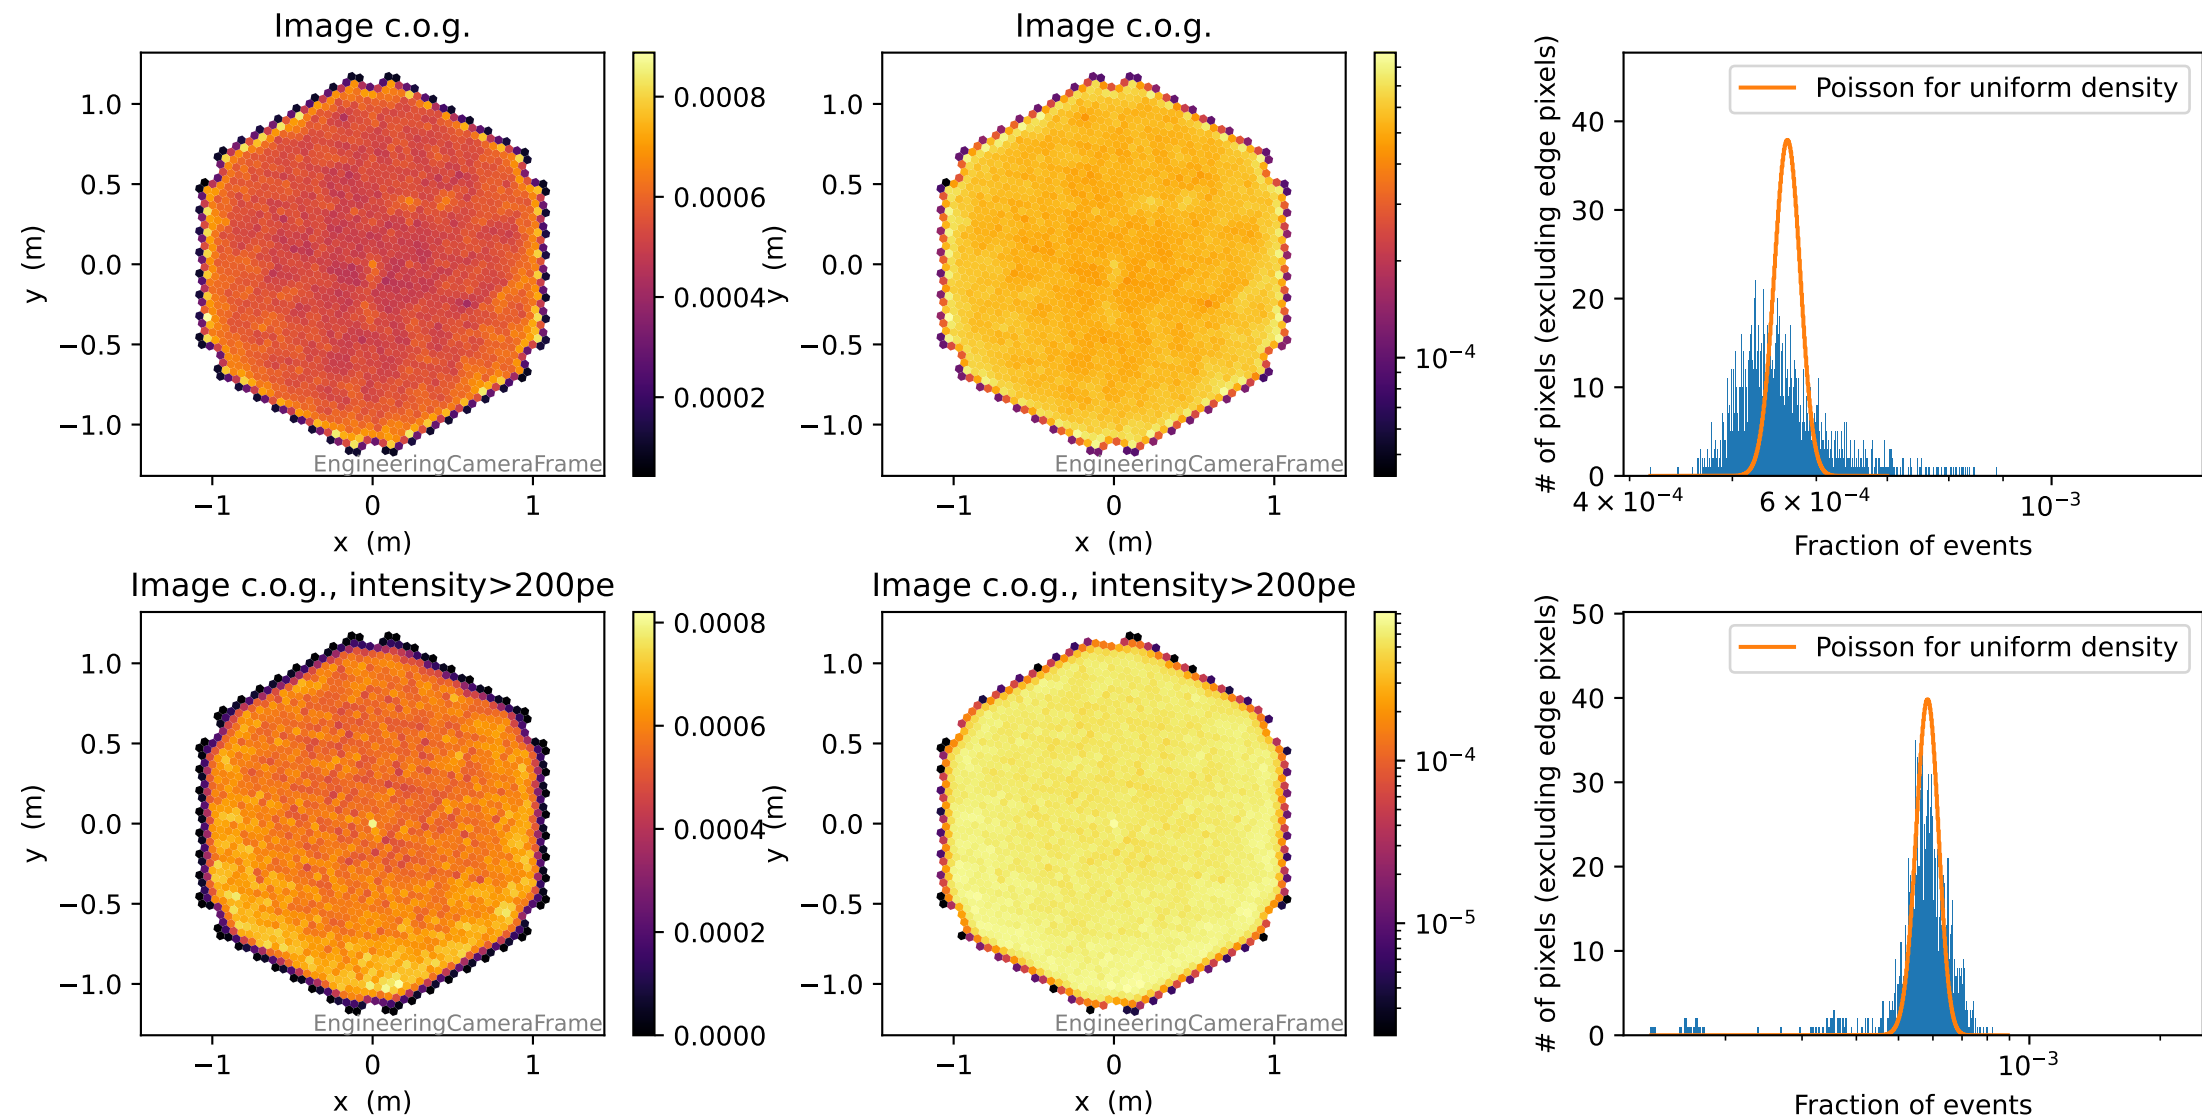 Image c.o.g.
1.0
0.5
0.0
−0.5
−1.0
y (m)
−1
0
1
x (m)
EngineeringCameraFrame
0.0008
0.0006
0.0004
0.0002
Image c.o.g.
1.0
0.5
0.0
−0.5
−1.0
y (m)
−1
0
1
x (m)
EngineeringCameraFrame
10⁻⁴
# of pixels (excluding edge pixels)
40
30
20
10
0
Poisson for uniform density
4 × 10⁻⁴
6 × 10⁻⁴
10⁻³
Fraction of events
Image c.o.g., intensity>200pe
1.0
0.5
0.0
−0.5
−1.0
y (m)
−1
0
1
x (m)
EngineeringCameraFrame
0.0008
0.0006
0.0004
0.0002
0.0000
Image c.o.g., intensity>200pe
1.0
0.5
0.0
−0.5
−1.0
y (m)
−1
0
1
x (m)
EngineeringCameraFrame
10⁻⁴
10⁻⁵
# of pixels (excluding edge pixels)
50
40
30
20
10
0
Poisson for uniform density
10⁻³
Fraction of events